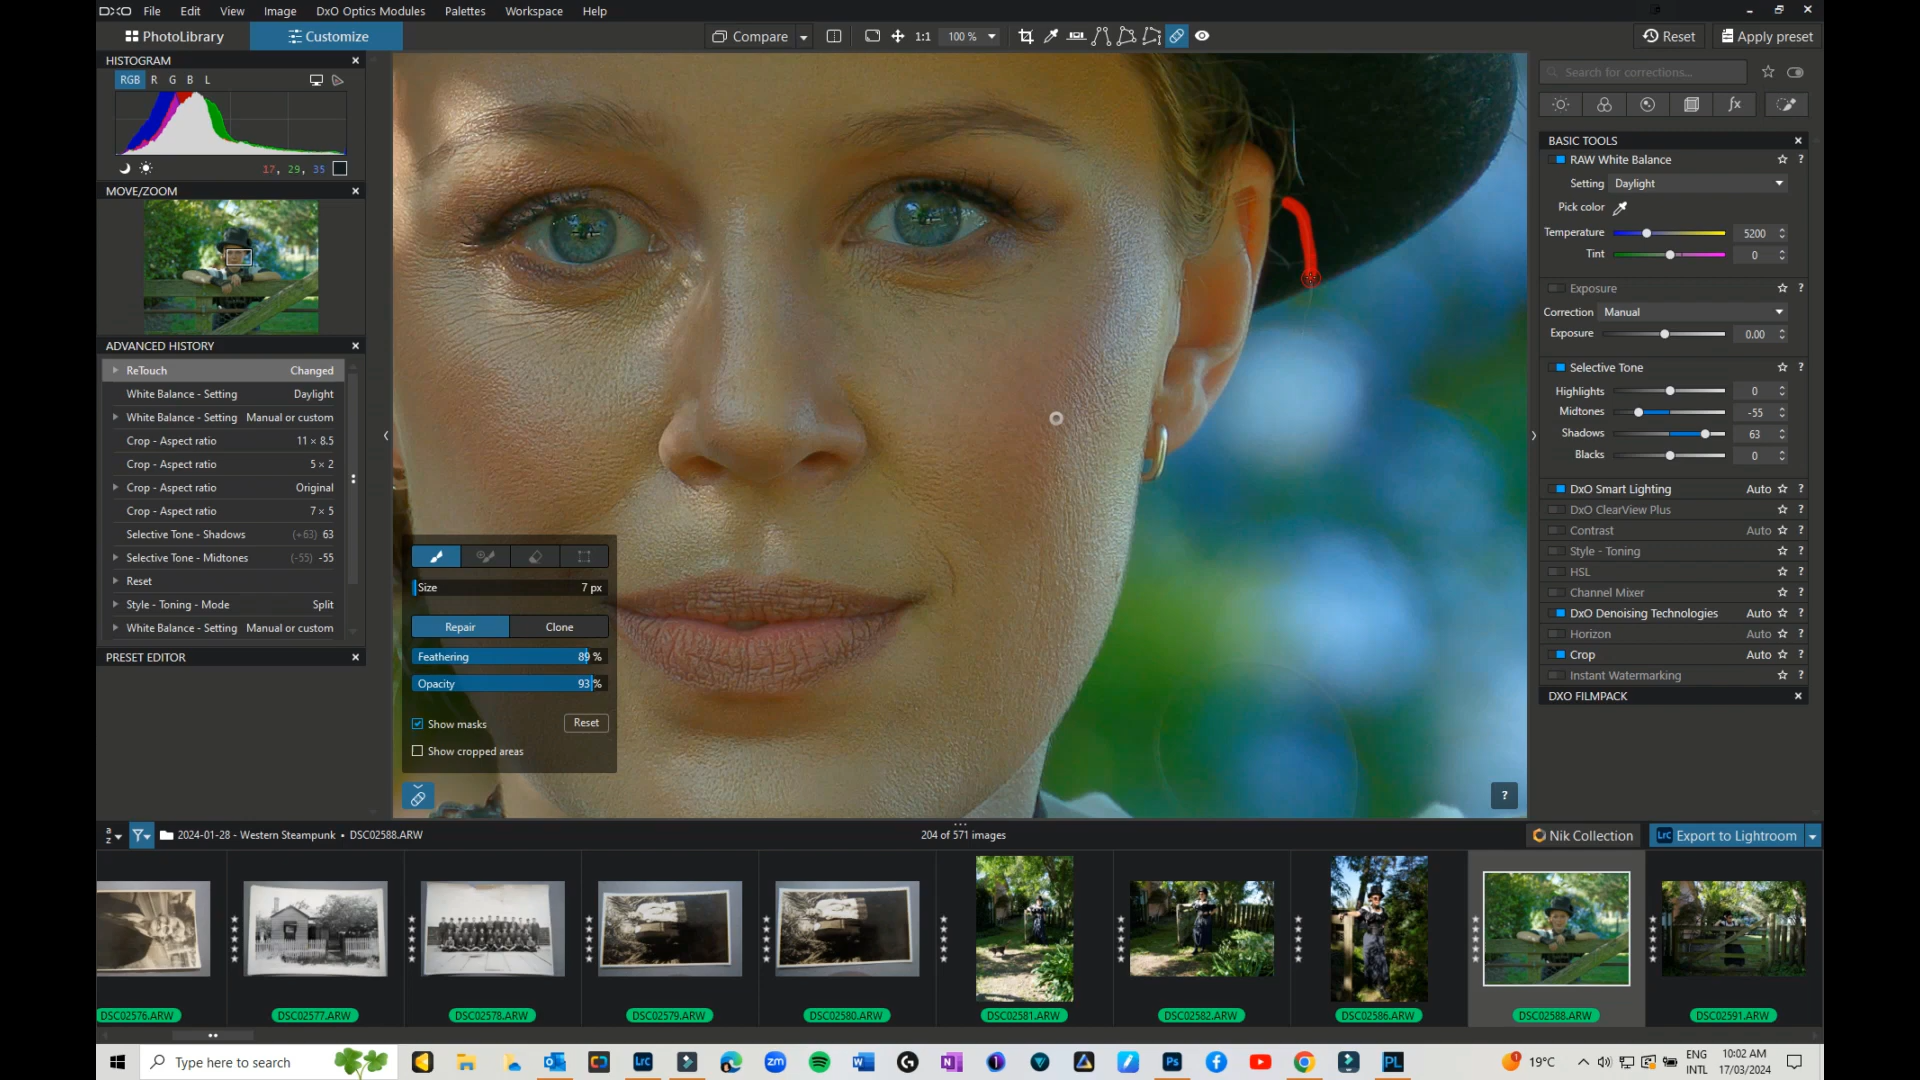 DXO File Edit View Image DxO Optics Modules Palettes Workspace Help
PhotoLibrary Customize Compare 1:1 100 % Reset Apply preset
HISTOGRAM
RGB R G B L
17, 29, 35
MOVE/ZOOM
ADVANCED HISTORY
ReTouch Changed
White Balance - Setting Daylight
White Balance - Setting Manual or custom
Crop - Aspect ratio 11 × 8.5
Crop - Aspect ratio 5 × 2
Crop - Aspect ratio Original
Crop - Aspect ratio 7 × 5
Selective Tone - Shadows (+63) 63
Selective Tone - Midtones (-55) -55
Reset
Style - Toning - Mode Split
White Balance - Setting Manual or custom
PRESET EDITOR
Size 7 px
Repair Clone
Feathering 89 %
Opacity 93 %
Show masks Reset
Show cropped areas
?
Search for corrections...
fx
BASIC TOOLS
RAW White Balance ?
Setting Daylight
Pick color
Temperature 5200
Tint 0
Exposure ?
Correction Manual
Exposure 0.00
Selective Tone ?
Highlights 0
Midtones -55
Shadows 63
Blacks 0
DxO Smart Lighting Auto ?
DxO ClearView Plus ?
Contrast Auto ?
Style - Toning ?
HSL ?
Channel Mixer ?
DxO Denoising Technologies Auto ?
Horizon Auto ?
Crop Auto ?
Instant Watermarking ?
DXO FILMPACK
a z 2024-01-28 - Western Steampunk • DSC02588.ARW 204 of 571 images Nik Collection LrC Export to Lightroom
DSC02576.ARW DSC02577.ARW DSC02578.ARW DSC02579.ARW DSC02580.ARW DSC02581.ARW DSC02582.ARW DSC02586.ARW DSC02588.ARW DSC02591.ARW
Type here to search LrC zm W G N Ps PL 1 19°C ENG INTL 10:02 AM 17/03/2024